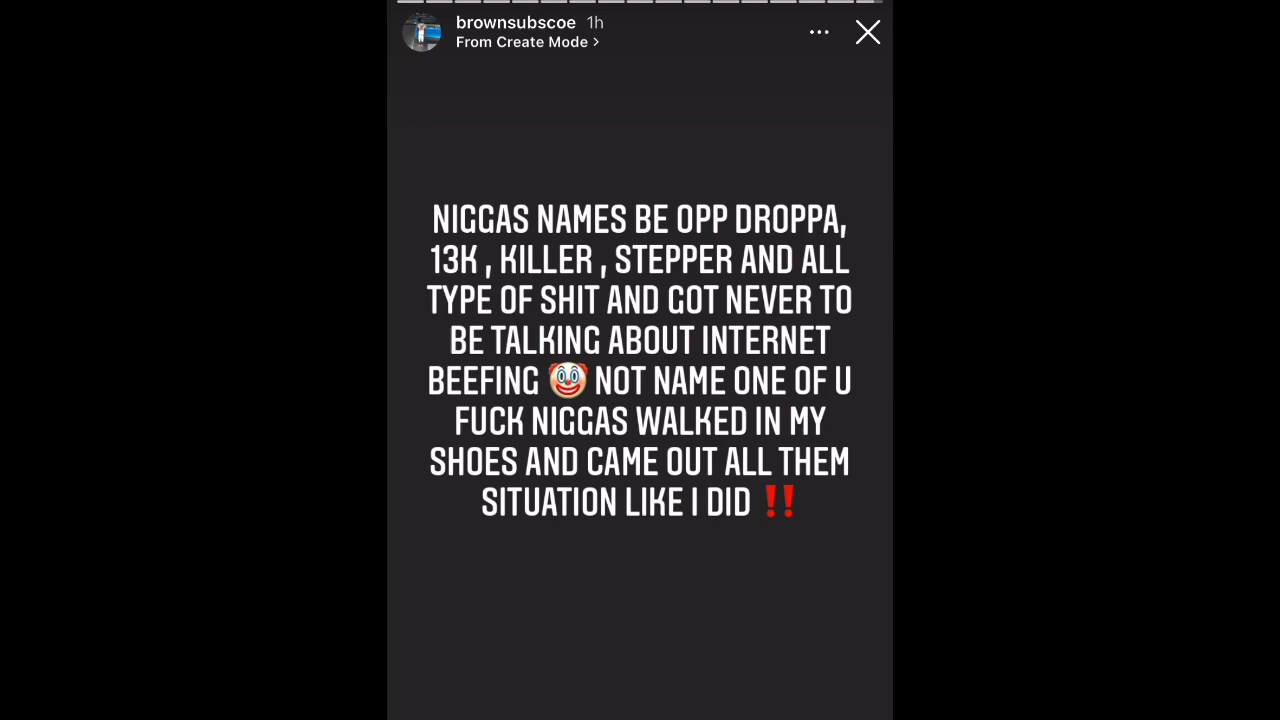 brownsubscoe 1h
From Create Mode >
NIGGAS NAMES BE OPP DROPPA,
13K , KILLER , STEPPER AND ALL
TYPE OF SHIT AND GOT NEVER TO
BE TALKING ABOUT INTERNET
BEEFING 🤡 NOT NAME ONE OF U
FUCK NIGGAS WALKED IN MY
SHOES AND CAME OUT ALL THEM
SITUATION LIKE I DID ‼️